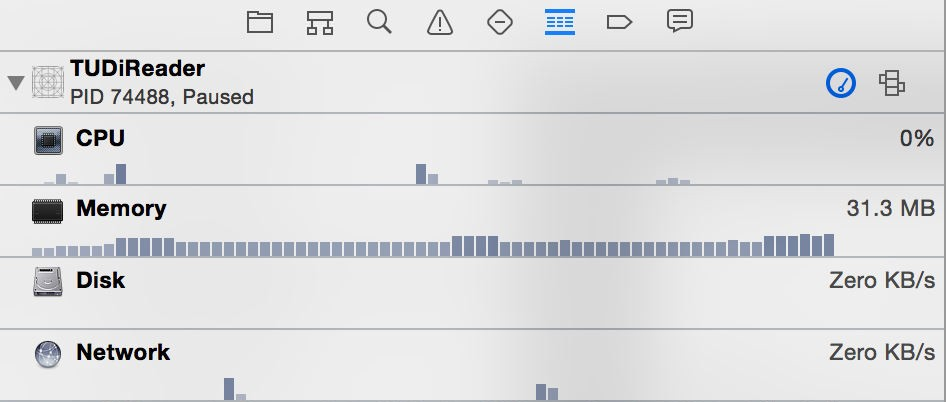 TUDiReader
PID 74488, Paused
CPU 0%
Memory 31.3 MB
Disk Zero KB/s
Network Zero KB/s